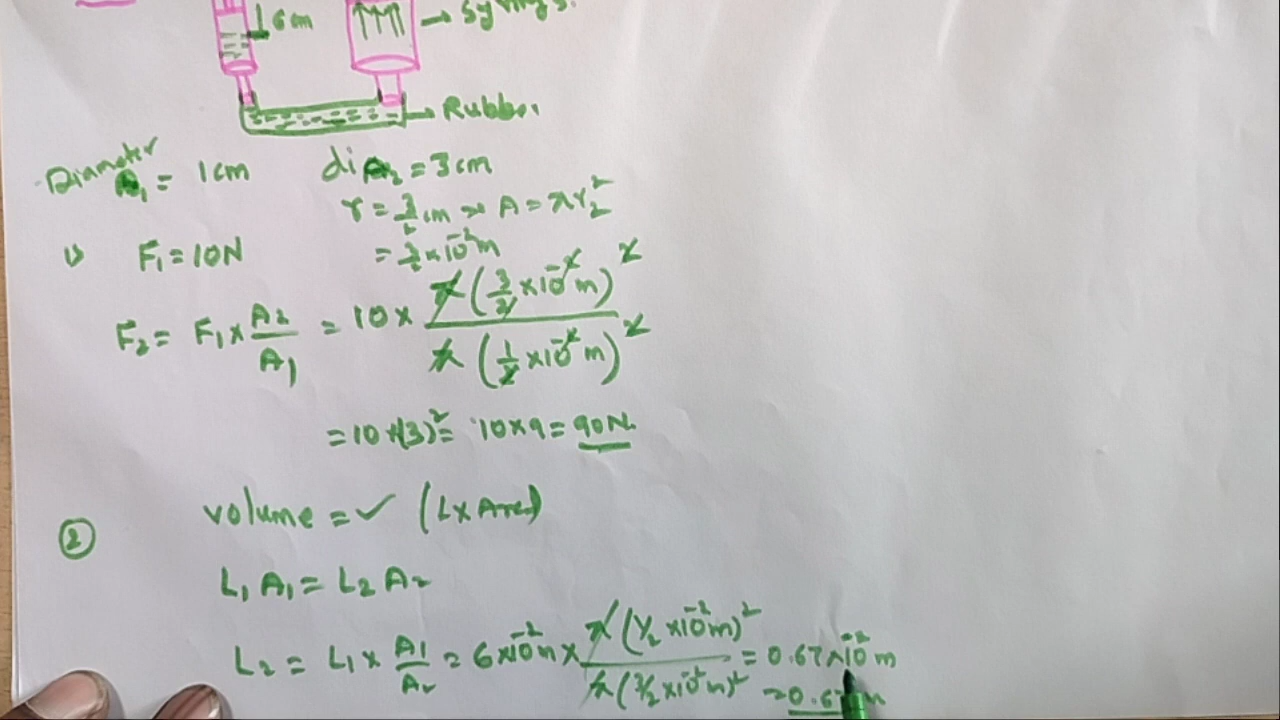 6cm
Rubber.
Diameter A₁ = 1cm
diA₂ = 3cm
r = 3/2 cm ⇒ A = πr₂²
1) F₁ = 10N
= 3/2 × 10⁻² m
F₂ = F₁ × A₂/A₁ = 10 × π(3/2 × 10⁻² m)² / π(1/2 × 10⁻² m)²
= 10 × (3)² = 10 × 9 = 90N.
② volume = ✓ (L × Area)
L₁ A₁ = L₂ A₂
L₂ = L₁ × A₁/A₂ = 6 × 10⁻² m × π(1/2 × 10⁻² m)² / π(3/2 × 10⁻² m)² = 0.67 × 10⁻² m